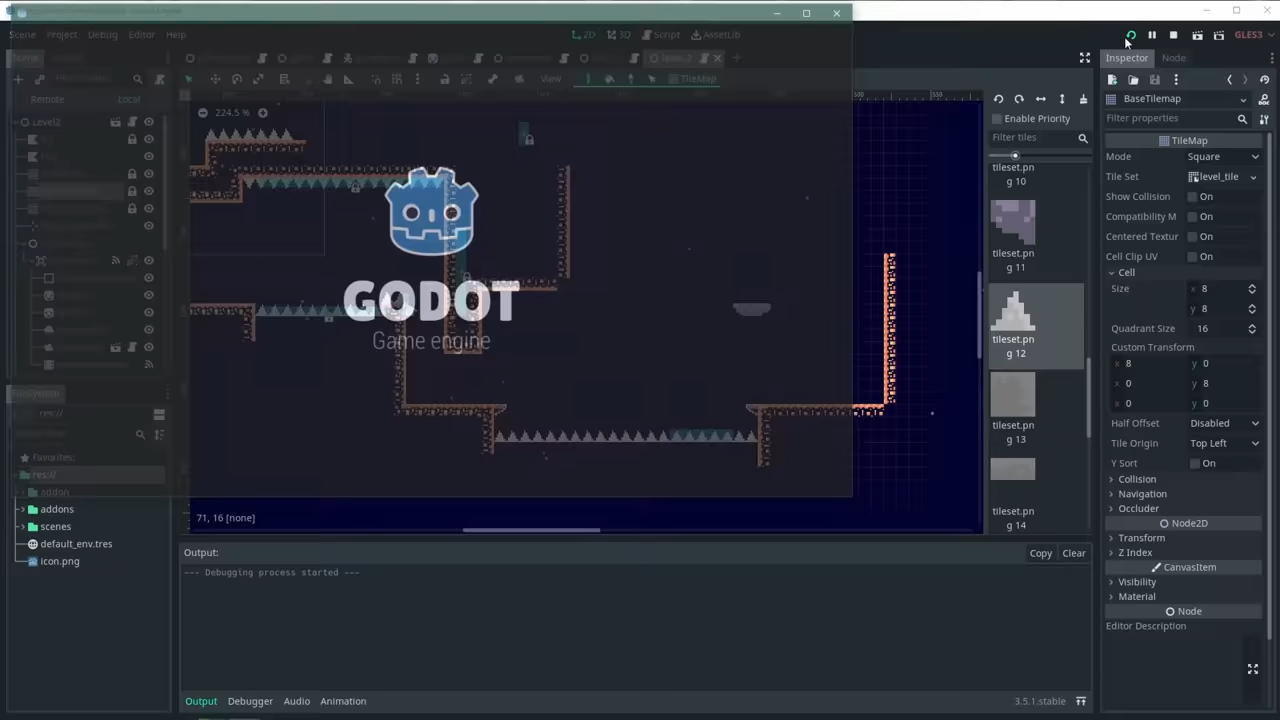 Scene Project Debug Editor Help
2D 3D Script AssetLib
GLES3
Inspector Node
View
TileMap
Remote Local
224.5 %
Level2
500
550
BaseTilemap
Enable Priority
Filter properties
Filter tiles
TileMap
Mode Square
Tile Set level_tile
Show Collision On
Compatibility M On
Centered Textur On
Cell Clip UV On
Cell
Size x 8
y 8
Quadrant Size 16
Custom Transform
x 8 y 0
x 0 y 8
x 0 y 0
Half Offset Disabled
Tile Origin Top Left
Y Sort On
Collision
Navigation
Occluder
Node2D
Transform
Z Index
CanvasItem
Visibility
Material
Node
Editor Description
tileset.pn
g 10
tileset.pn
g 11
tileset.pn
g 12
tileset.pn
g 13
tileset.pn
g 14
GODOT
Game engine
FileSystem
res://
Favorites:
res://
addon
addons
scenes
default_env.tres
icon.png
71, 16 [none]
Output: Copy Clear
--- Debugging process started ---
Output Debugger Audio Animation 3.5.1.stable